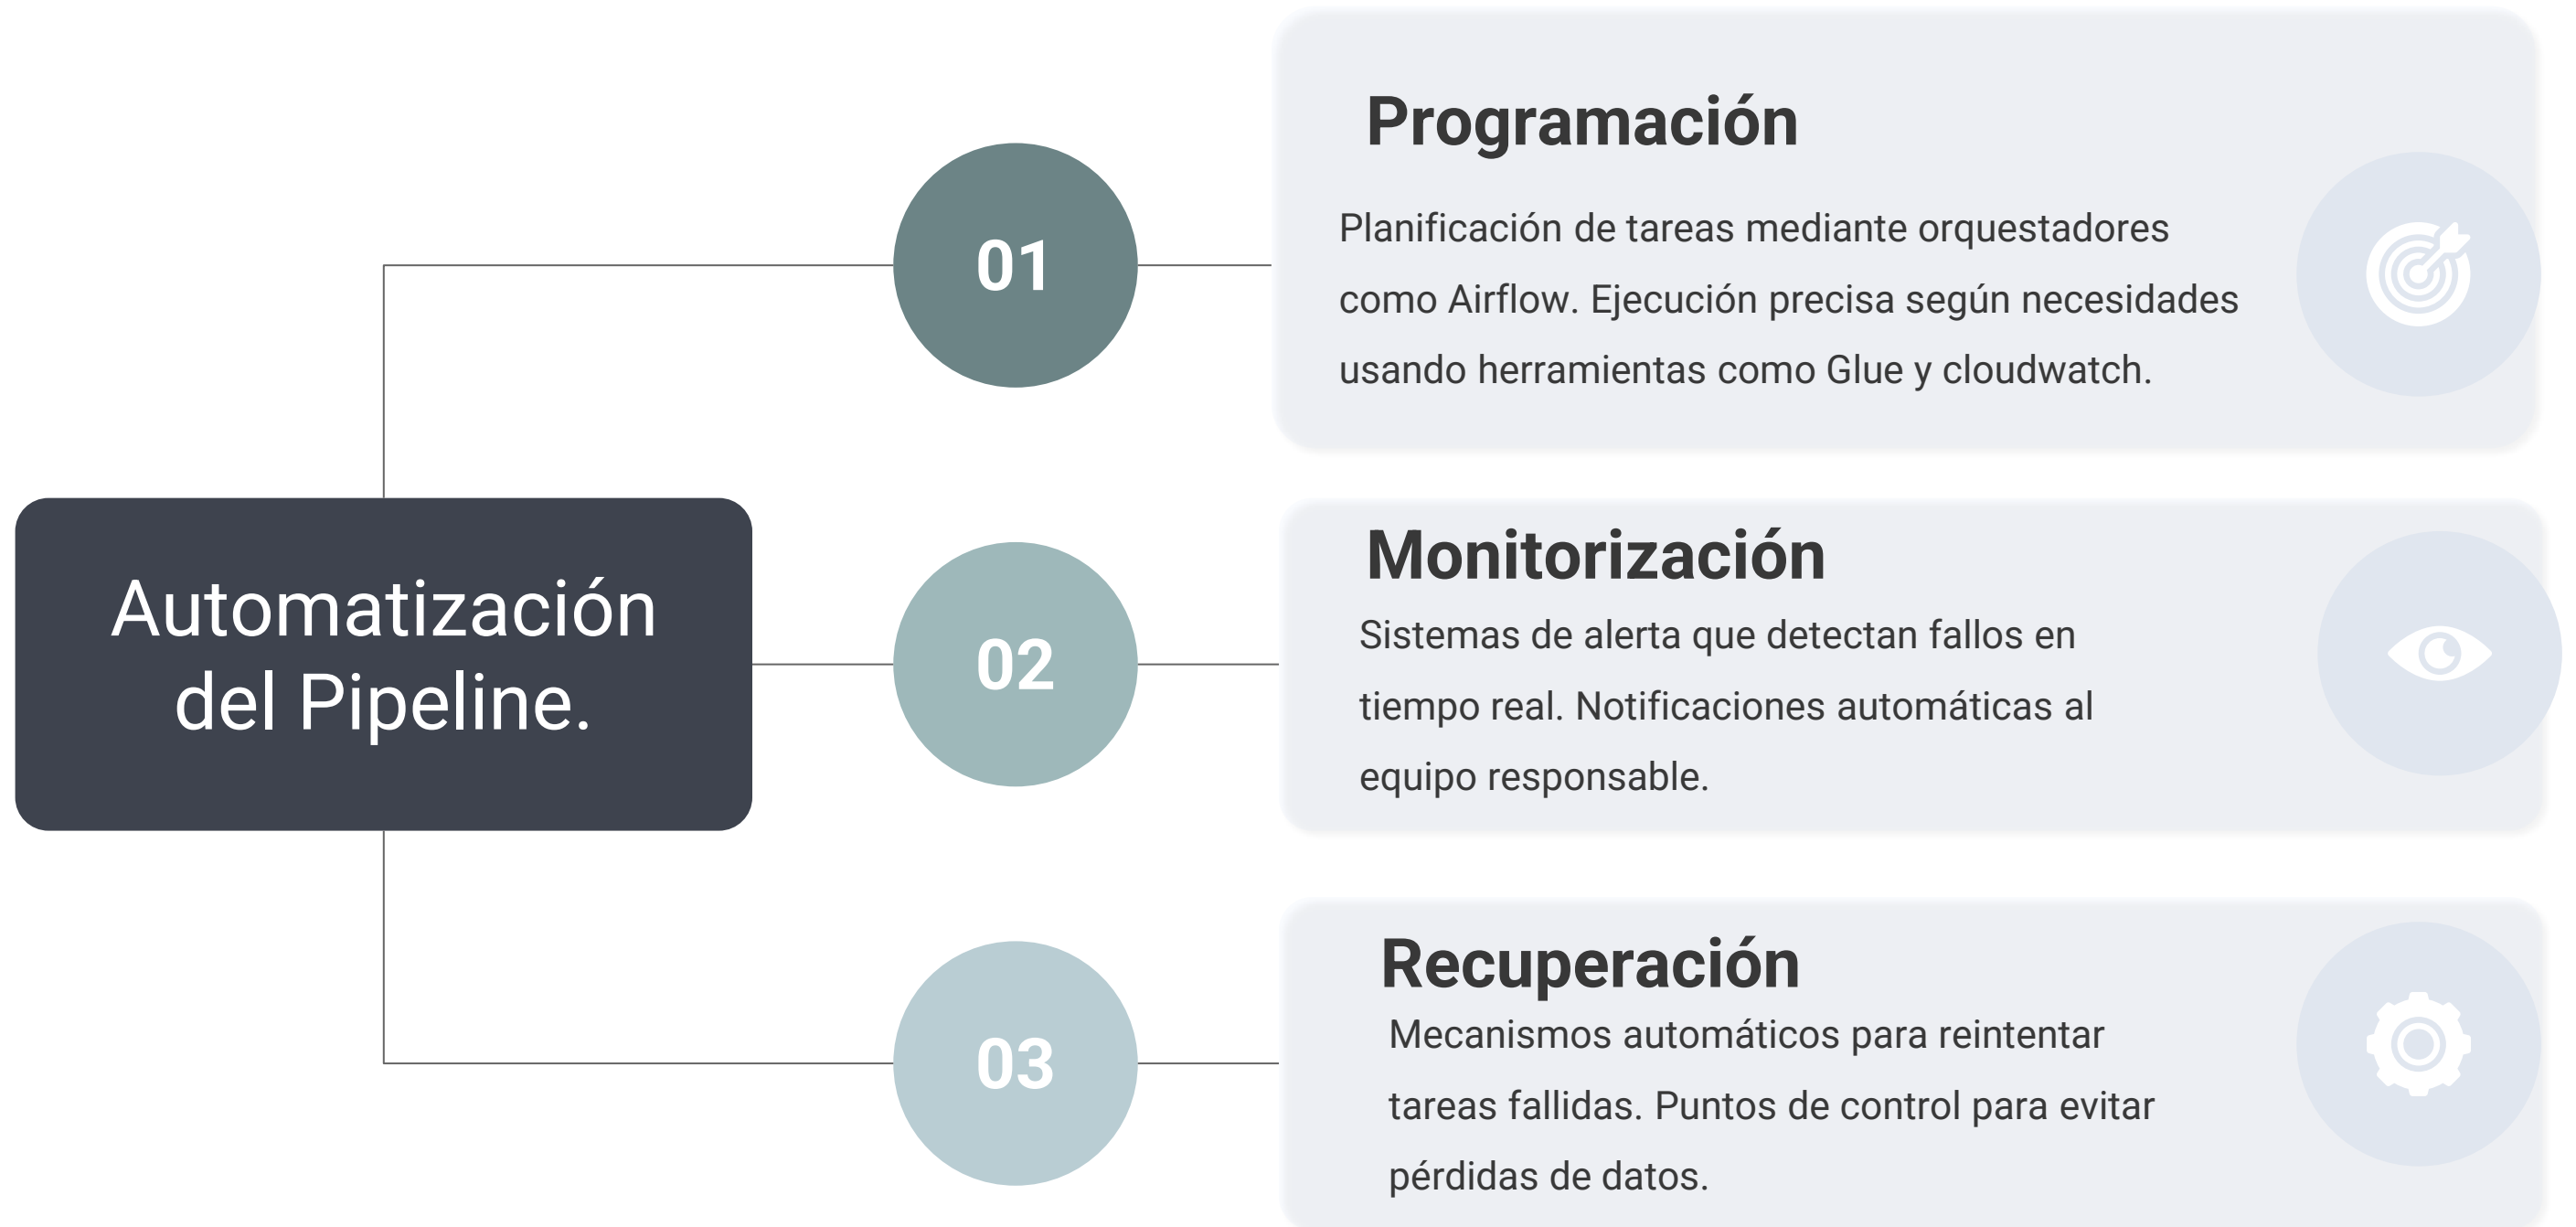 Automatización
del Pipeline.
01
Programación
Planificación de tareas mediante orquestadores
como Airflow. Ejecución precisa según necesidades
usando herramientas como Glue y cloudwatch.
02
Monitorización
Sistemas de alerta que detectan fallos en
tiempo real. Notificaciones automáticas al
equipo responsable.
03
Recuperación
Mecanismos automáticos para reintentar
tareas fallidas. Puntos de control para evitar
pérdidas de datos.